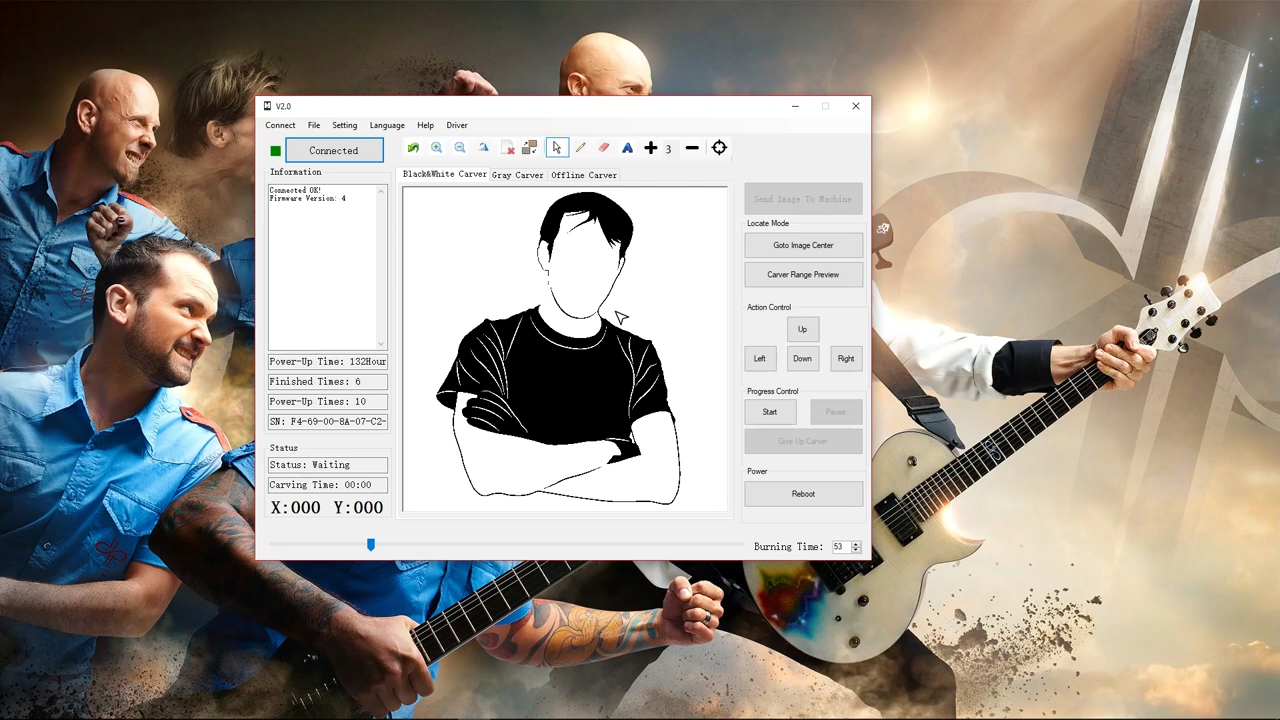 V2.0
Connect File Setting Language Help Driver
Connected
3
Information
Black&White Carver Gray Carver Offline Carver
Connected OK!
Firmware Version: 4
Send Image To Machine
Locate Mode
Goto Image Center
Carver Range Preview
Action Control
Up
Left Down Right
Power-Up Time: 132Hour
Finished Times: 6
Power-Up Times: 10
SN: F4-69-00-8A-07-C2-
Progress Control
Start Pause
Give Up Carver
Status
Status: Waiting
Carving Time: 00:00
X:000 Y:000
Power
Reboot
Burning Time: 53